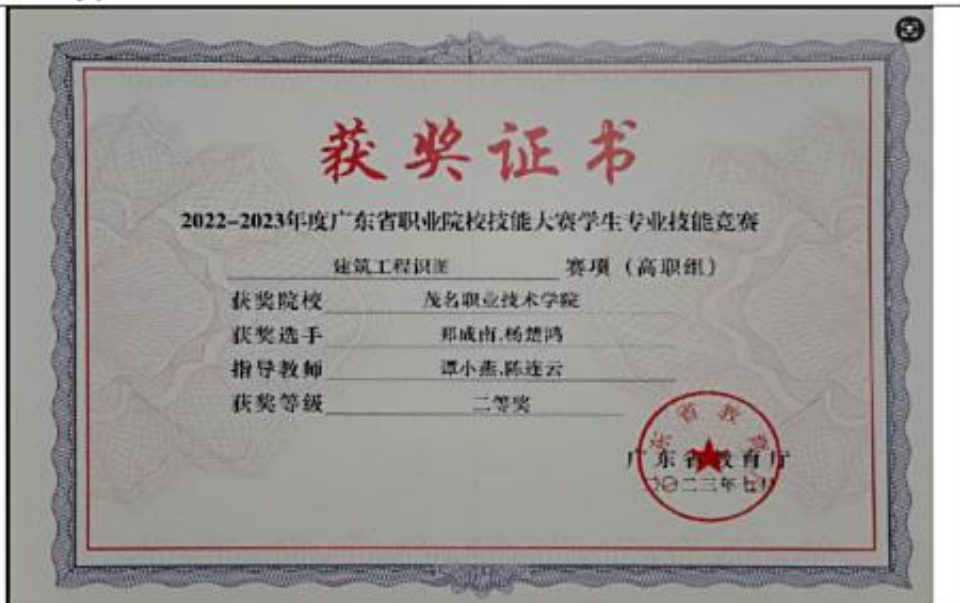 获奖证书
2022-2023年度广东省职业院校技能大赛学生专业技能竞赛
建筑工程识图 赛项(高职组)
获奖院校 茂名职业技术学院
获奖选手 郑成南,杨楚鸿
指导教师 谭小燕,陈连云
获奖等级 二等奖
广东省教育厅
二〇二三年七月